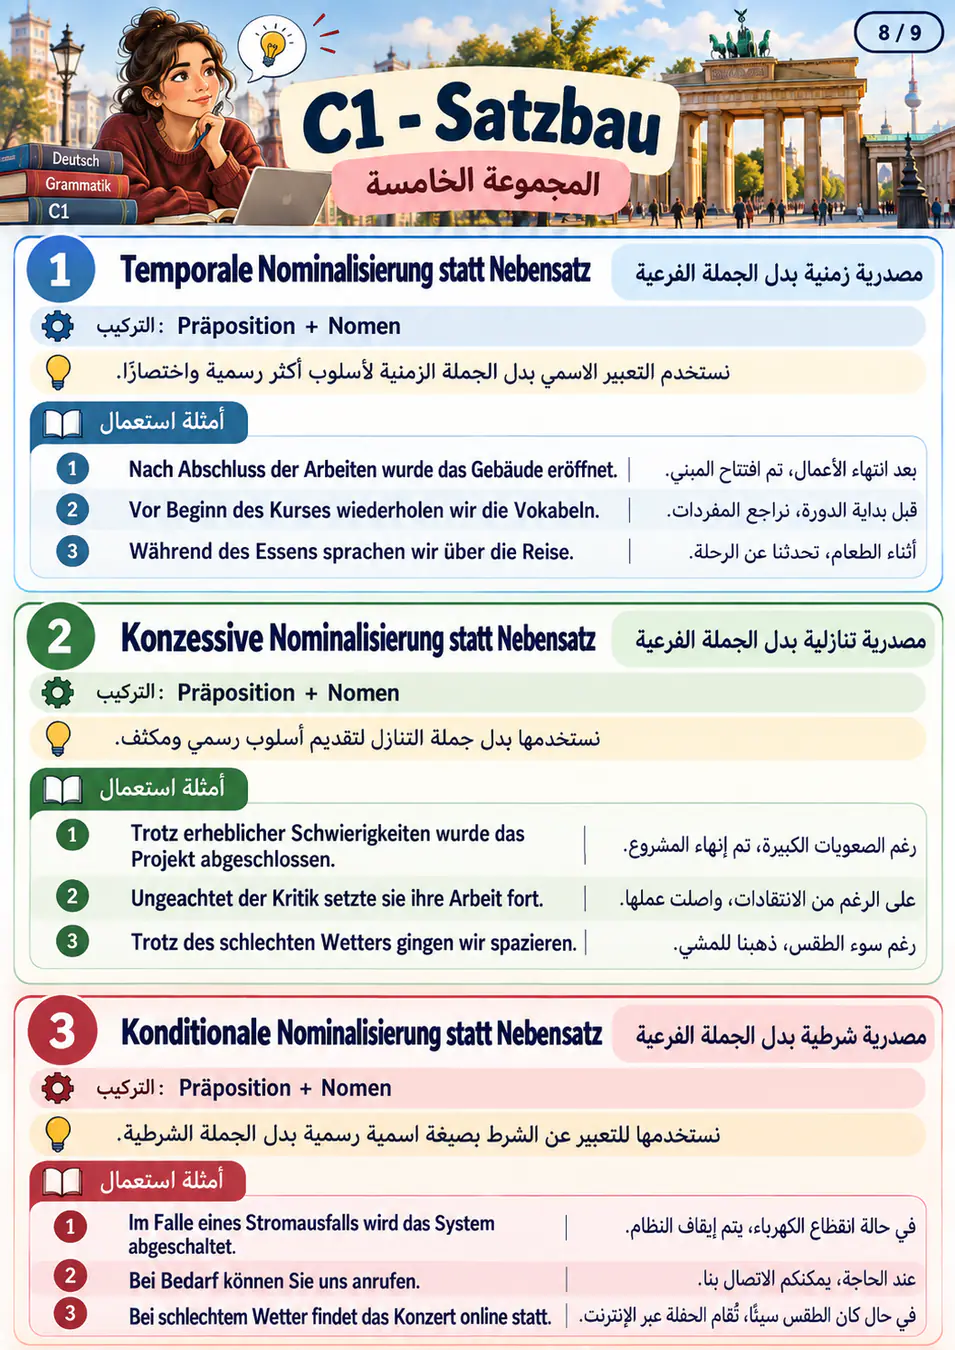 8 / 9
C1 - Satzbau
المجموعة الخامسة
Deutsch
Grammatik
C1
1 Temporale Nominalisierung statt Nebensatz مصدرية زمنية بدل الجملة الفرعية
التركيب: Präposition + Nomen
نستخدم التعبير الاسمي بدل الجملة الزمنية لأسلوب أكثر رسمية واختصارًا.
أمثلة استعمال
1 Nach Abschluss der Arbeiten wurde das Gebäude eröffnet. | بعد انتهاء الأعمال، تم افتتاح المبنى.
2 Vor Beginn des Kurses wiederholen wir die Vokabeln. | قبل بداية الدورة، نراجع المفردات.
3 Während des Essens sprachen wir über die Reise. | أثناء الطعام، تحدثنا عن الرحلة.
2 Konzessive Nominalisierung statt Nebensatz مصدرية تنازلية بدل الجملة الفرعية
التركيب: Präposition + Nomen
نستخدمها بدل جملة التنازل لتقديم أسلوب رسمي ومكثف.
أمثلة استعمال
1 Trotz erheblicher Schwierigkeiten wurde das
Projekt abgeschlossen. | رغم الصعوبات الكبيرة، تم إنهاء المشروع.
2 Ungeachtet der Kritik setzte sie ihre Arbeit fort. | على الرغم من الانتقادات، واصلت عملها.
3 Trotz des schlechten Wetters gingen wir spazieren. | رغم سوء الطقس، ذهبنا للمشي.
3 Konditionale Nominalisierung statt Nebensatz مصدرية شرطية بدل الجملة الفرعية
التركيب: Präposition + Nomen
نستخدمها للتعبير عن الشرط بصيغة اسمية رسمية بدل الجملة الشرطية.
أمثلة استعمال
1 Im Falle eines Stromausfalls wird das System
abgeschaltet. | في حالة انقطاع الكهرباء، يتم إيقاف النظام.
2 Bei Bedarf können Sie uns anrufen. | عند الحاجة، يمكنكم الاتصال بنا.
3 Bei schlechtem Wetter findet das Konzert online statt. | في حال كان الطقس سيئًا، تُقام الحفلة عبر الإنترنت.